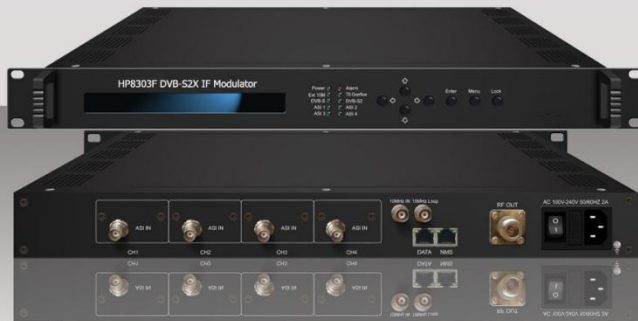 HP8303F DVB-S2X IF Modulator
Power Alarm
Ext 10M TS Overflow
DVB-S DVB-S2
ASI 1 ASI 2
ASI 3 ASI 4
Enter Menu Lock
10MHz IN 10MHz Loop
RF OUT
AC 100V-240V 50/60HZ 2A
ASI IN ASI IN ASI IN ASI IN
CH1 CH2 CH3 CH4
DATA NMS